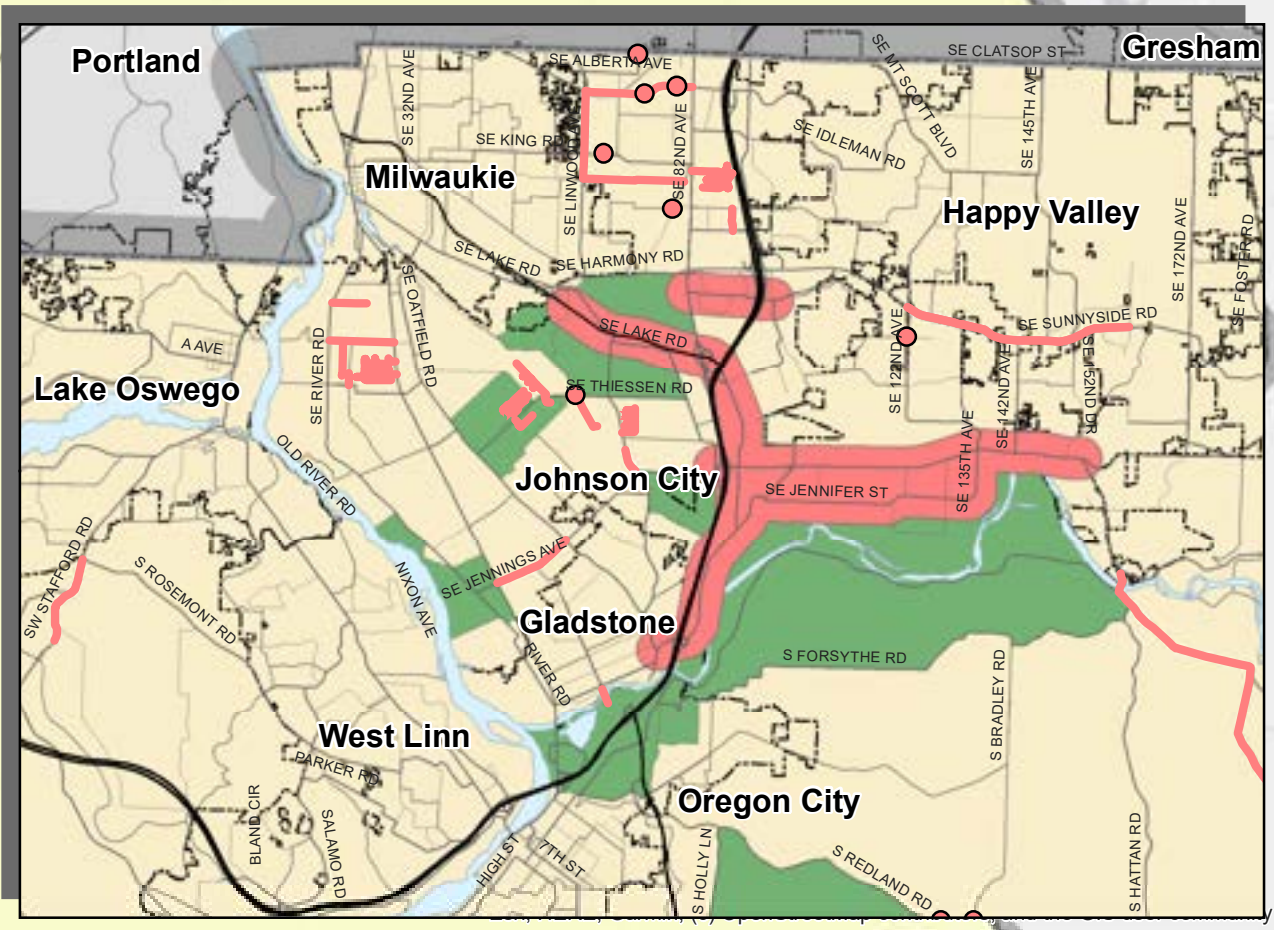 Portland
SE CLATSOP ST
Gresham
SE ALBERTA AVE
SE 32ND AVE
SE MT SCOTT BLVD
SE 145TH AVE
SE KING RD
SE IDLEMAN RD
SE 82ND AVE
Milwaukie
SE LINWOOD AVE
Happy Valley
SE 172ND AVE
SE FOSTER RD
SE LAKE RD
SE HARMONY RD
SE OATFIELD RD
SE SUNNYSIDE RD
SE LAKE RD
A AVE
SE RIVER RD
SE 122ND AVE
SE 142ND AVE
SE 152ND DR
SE THIESSEN RD
Lake Oswego
SE 135TH AVE
OLD RIVER RD
Johnson City
SE JENNIFER ST
SW STAFFORD RD
SE JENNINGS AVE
S ROSEMONT RD
NIXON AVE
Gladstone
S FORSYTHE RD
RIVER RD
S BRADLEY RD
West Linn
PARKER RD
Oregon City
BLAND CIR
SALAMO RD
HIGH ST
7TH ST
S HOLLY LN
S REDLAND RD
S HATTAN RD